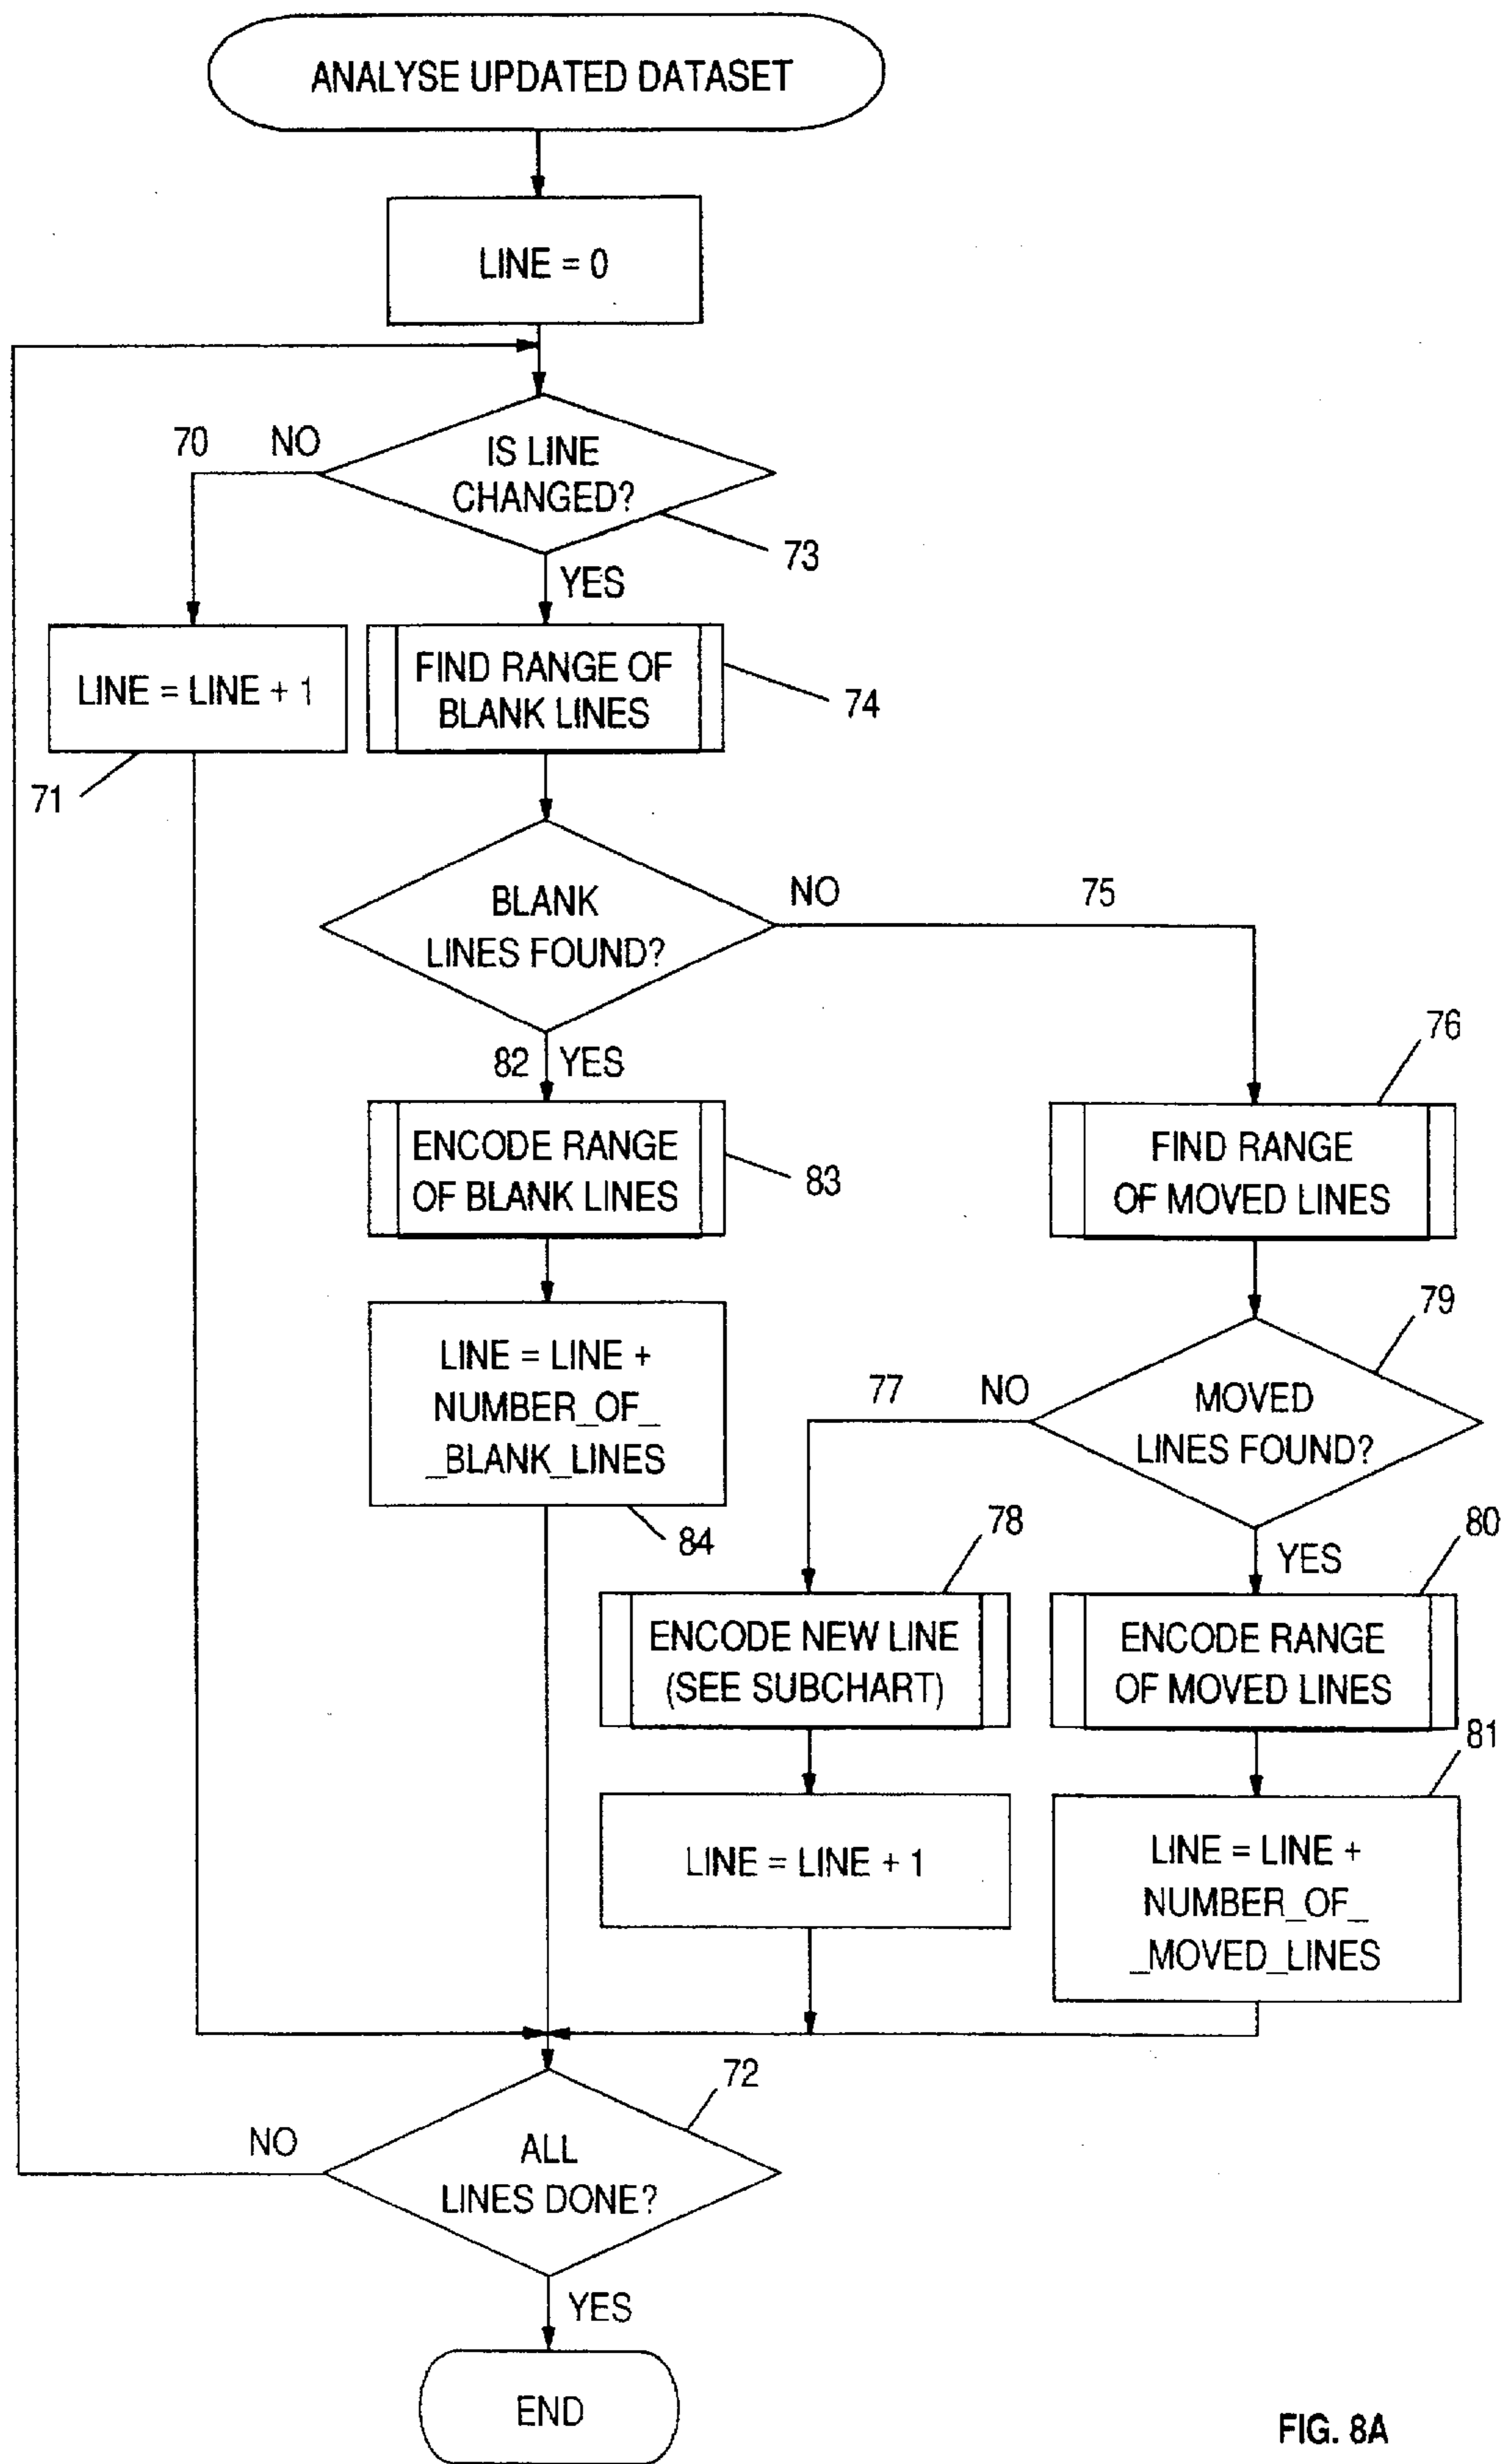 ANALYSE UPDATED DATASET
LINE = 0
70 NO
IS LINE
CHANGED?
73
YES
LINE = LINE + 1
71
FIND RANGE OF
BLANK LINES
74
BLANK
LINES FOUND?
NO 75
82 YES
76
ENCODE RANGE
OF BLANK LINES
83
FIND RANGE
OF MOVED LINES
LINE = LINE +
NUMBER_OF_
_BLANK_LINES
84
79
77 NO
MOVED
LINES FOUND?
YES
78
ENCODE NEW LINE
(SEE SUBCHART)
80
ENCODE RANGE
OF MOVED LINES
LINE = LINE + 1
81
LINE = LINE +
NUMBER_OF_
_MOVED_LINES
72
NO
ALL
LINES DONE?
YES
END
FIG. 8A